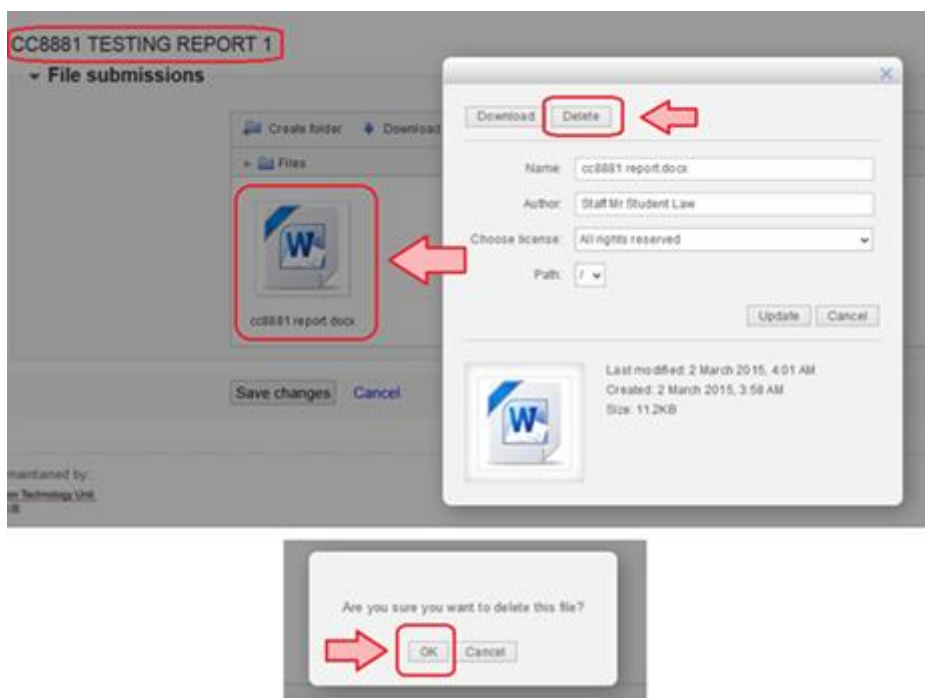 CC8881 TESTING REPORT 1
File submissions
Create folder Download
Files
W
cc8881 report.docx
Save changes Cancel
maintained by:
Technology Unit
Download Delete
Name: cc8881 report.docx
Author: Staff Mr Student Law
Choose license: All rights reserved
Path: /
Update Cancel
W
Last modified: 2 March 2015, 4:01 AM
Created: 2 March 2015, 3:58 AM
Size: 11.2KB
Are you sure you want to delete this file?
OK Cancel